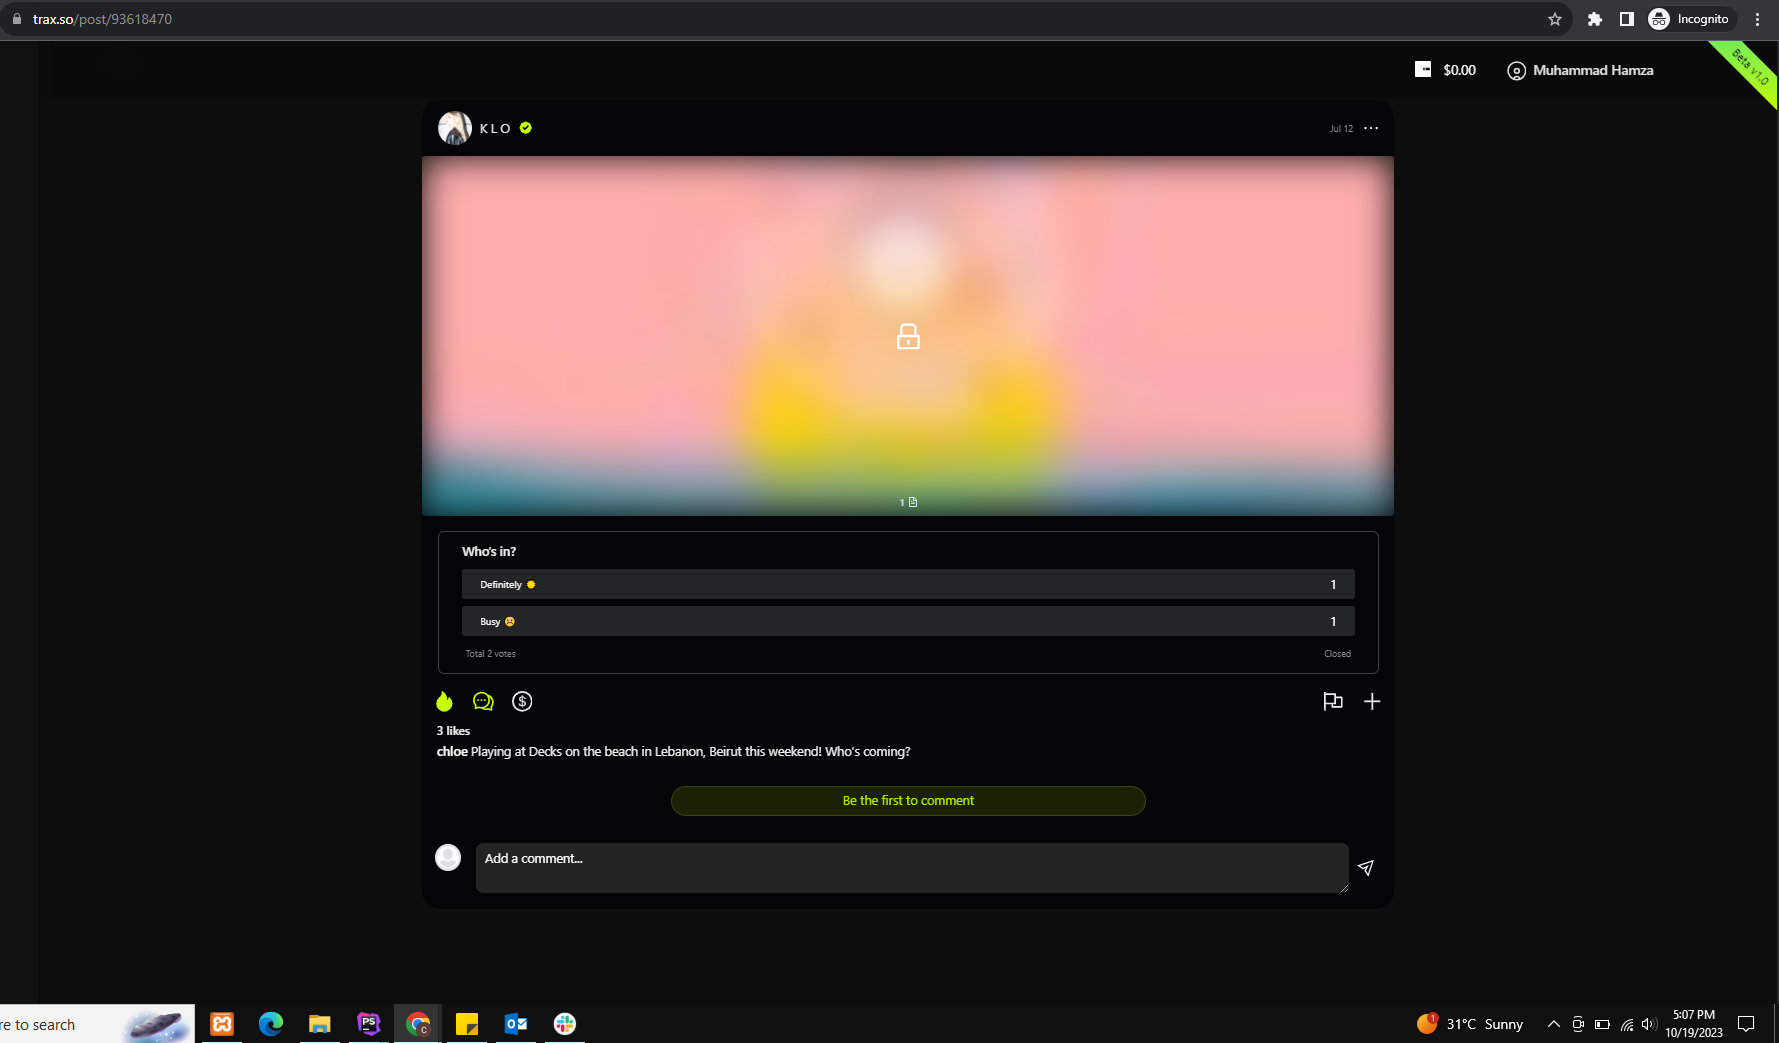 trax.so/post/93618470
Incognito
$0.00
Muhammad Hamza
Beta v1.0
KLO
Jul 12
1
Who's in?
Definitely
1
Busy
1
Total 2 votes
Closed
3 likes
chloe Playing at Decks on the beach in Lebanon, Beirut this weekend! Who's coming?
Be the first to comment
Add a comment...
re to search
PS
C
1
31°C Sunny
5:07 PM
10/19/2023